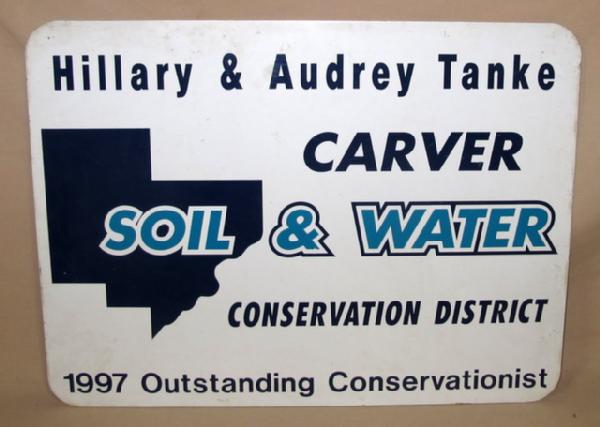 Hillary & Audrey Tanke
CARVER
SOIL & WATER
CONSERVATION DISTRICT
1997 Outstanding Conservationist